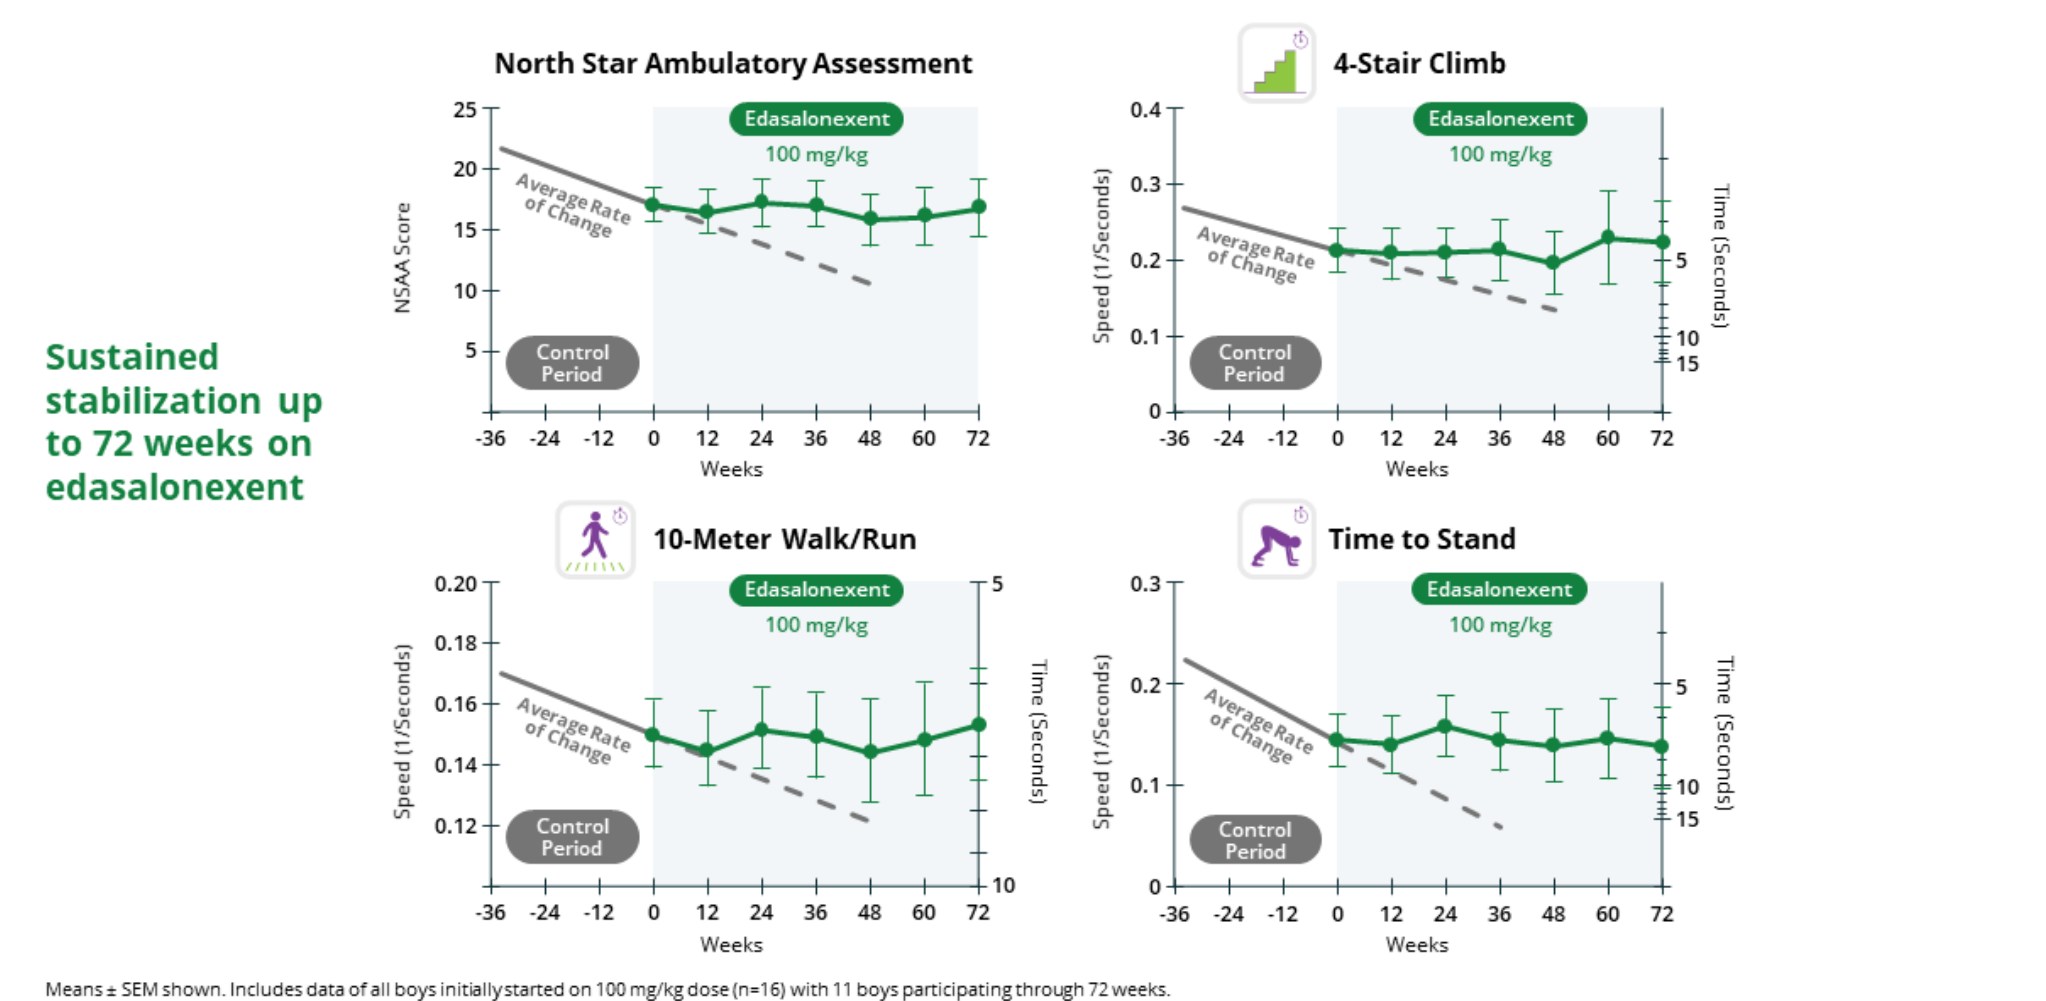 Sustained
stabilization up
to 72 weeks on
edasalonexent
North Star Ambulatory Assessment
NSAA Score
25
20
15
10
5
Edasalonexent
100 mg/kg
Average Rate
of Change
Control
Period
-36 -24 -12 0 12 24 36 48 60 72
Weeks
4-Stair Climb
Speed (1/Seconds)
0.4
0.3
0.2
0.1
0
Edasalonexent
100 mg/kg
Average Rate
of Change
Control
Period
5
10
15
Time (Seconds)
-36 -24 -12 0 12 24 36 48 60 72
Weeks
10-Meter Walk/Run
Speed (1/Seconds)
0.20
0.18
0.16
0.14
0.12
Edasalonexent
100 mg/kg
Average Rate
of Change
Control
Period
5
10
Time (Seconds)
-36 -24 -12 0 12 24 36 48 60 72
Weeks
Time to Stand
Speed (1/Seconds)
0.3
0.2
0.1
0
Edasalonexent
100 mg/kg
Average Rate
of Change
Control
Period
5
10
15
Time (Seconds)
-36 -24 -12 0 12 24 36 48 60 72
Weeks
Means ± SEM shown. Includes data of all boys initially started on 100 mg/kg dose (n=16) with 11 boys participating through 72 weeks.